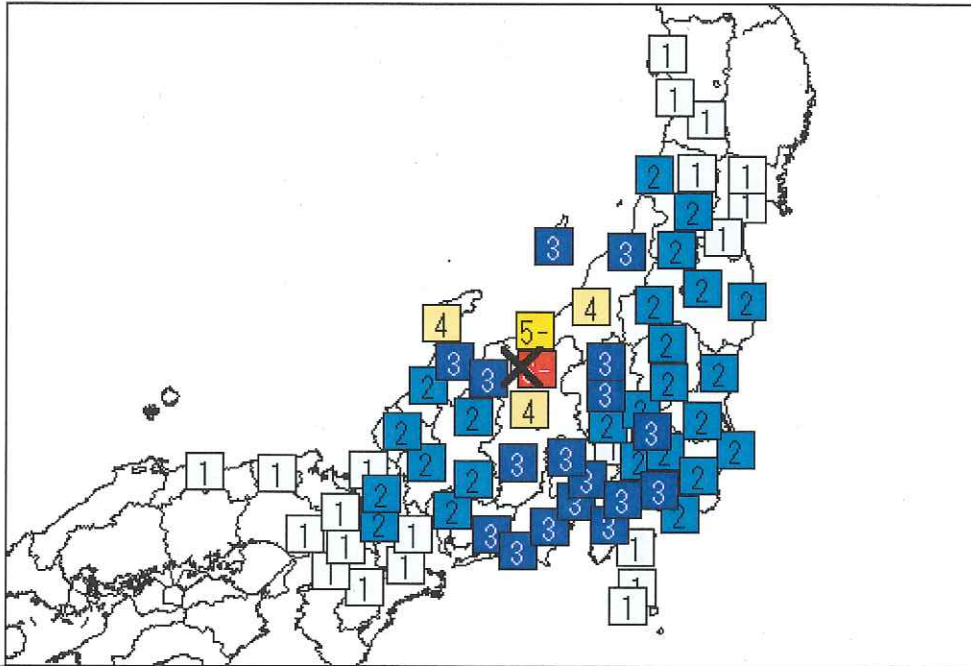 1
1
1
2 1 1
2 1
3 3 2 1
2 2
4 2
4 5- 2
3 3 2 2
2 3 3 2
2 4 2 2
2 2 3 2
1 1 1 2 3 3 2 2 2
2 2 3 2
1 2 3 3 3 3 2
1 2 1 3 3 3 3
1 1 3 1
1 1
1 1